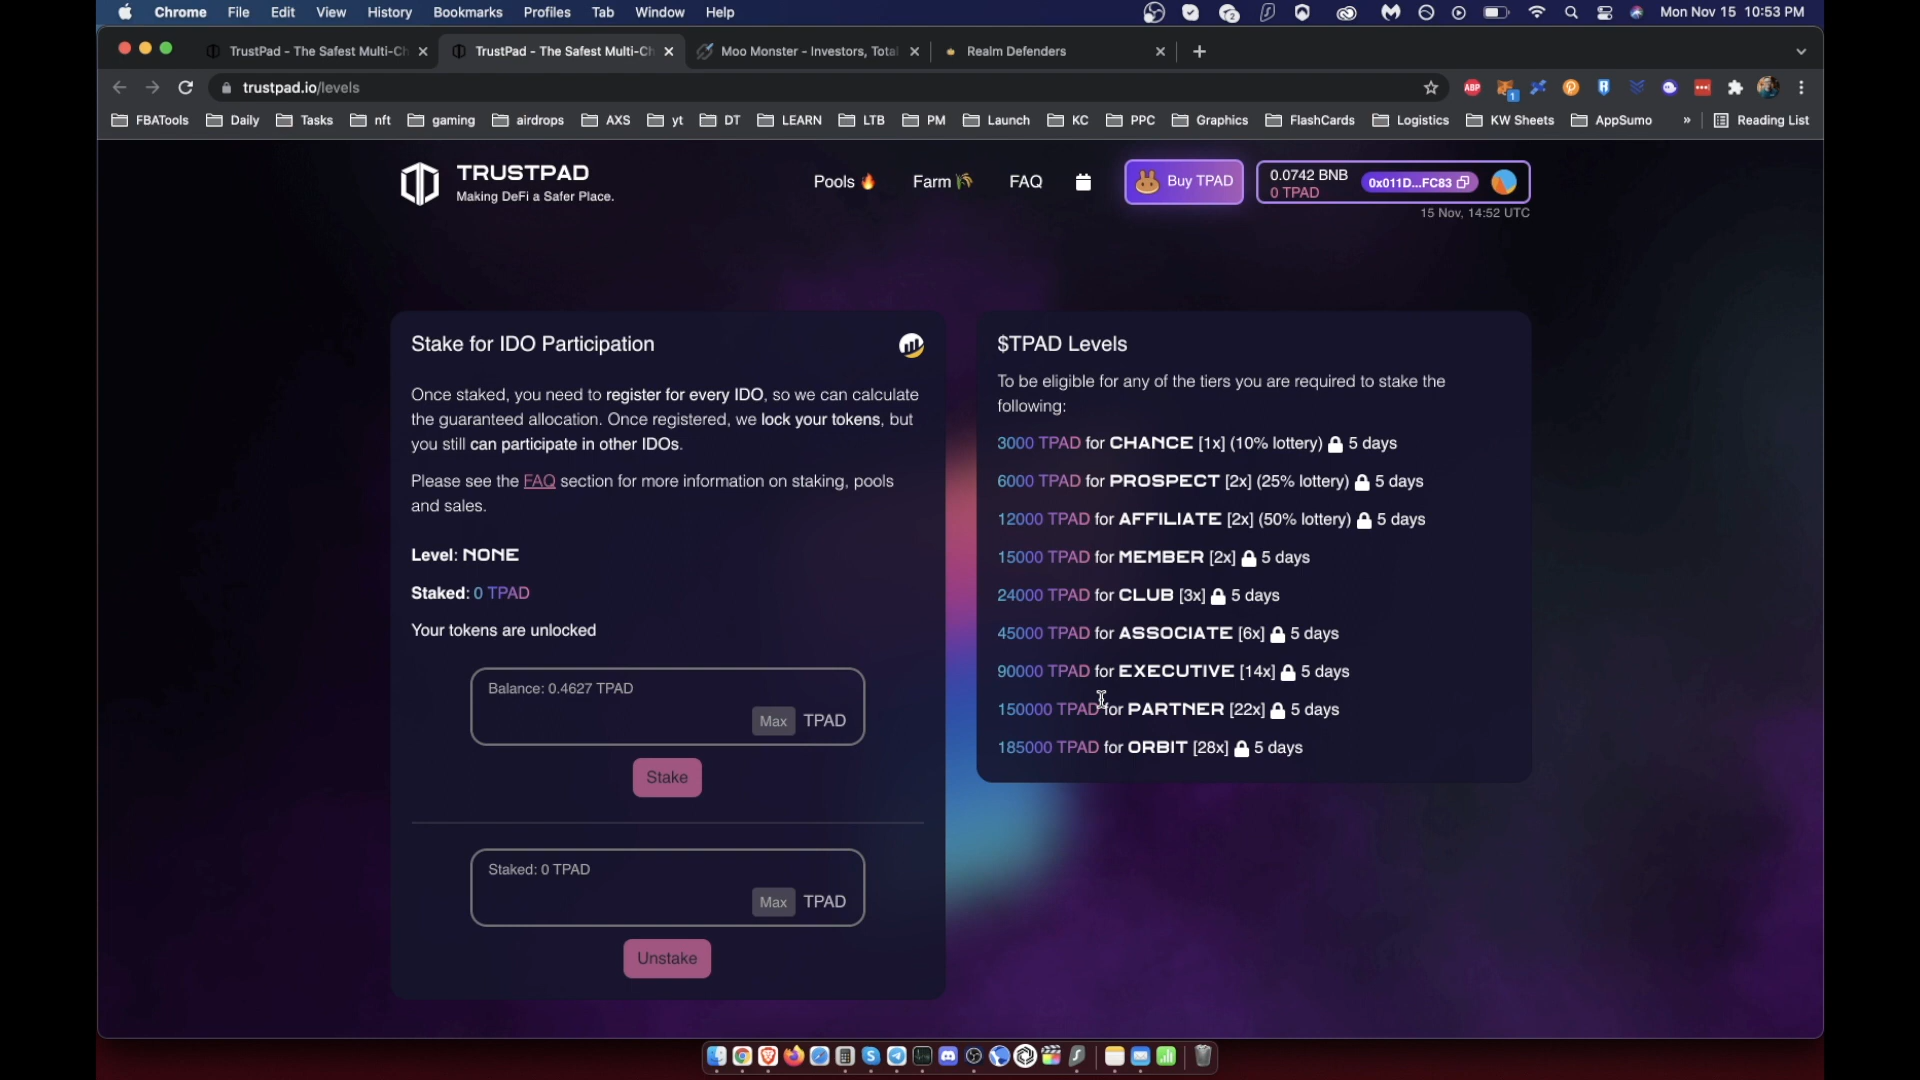 Chrome File Edit View History Bookmarks Profiles Tab Window Help
Mon Nov 15 10:53 PM
TrustPad - The Safest Multi-Ch
TrustPad - The Safest Multi-Ch
Moo Monster - Investors, Total
Realm Defenders
trustpad.io/levels
FBATools Daily Tasks nft gaming airdrops AXS yt DT LEARN LTB PM Launch KC PPC Graphics FlashCards Logistics KW Sheets AppSumo » Reading List
TRUSTPAD
Making DeFi a Safer Place.
Pools Farm FAQ
Buy TPAD
0.0742 BNB
0 TPAD
0x011D...FC83
15 Nov, 14:52 UTC
Stake for IDO Participation
Once staked, you need to register for every IDO, so we can calculate
the guaranteed allocation. Once registered, we lock your tokens, but
you still can participate in other IDOs.
Please see the FAQ section for more information on staking, pools
and sales.
Level: NONE
Staked: 0 TPAD
Your tokens are unlocked
Balance: 0.4627 TPAD
Max TPAD
Stake
Staked: 0 TPAD
Max TPAD
Unstake
$TPAD Levels
To be eligible for any of the tiers you are required to stake the
following:
3000 TPAD for CHANCE [1x] (10% lottery) 5 days
6000 TPAD for PROSPECT [2x] (25% lottery) 5 days
12000 TPAD for AFFILIATE [2x] (50% lottery) 5 days
15000 TPAD for MEMBER [2x] 5 days
24000 TPAD for CLUB [3x] 5 days
45000 TPAD for ASSOCIATE [6x] 5 days
90000 TPAD for EXECUTIVE [14x] 5 days
150000 TPAD for PARTNER [22x] 5 days
185000 TPAD for ORBIT [28x] 5 days